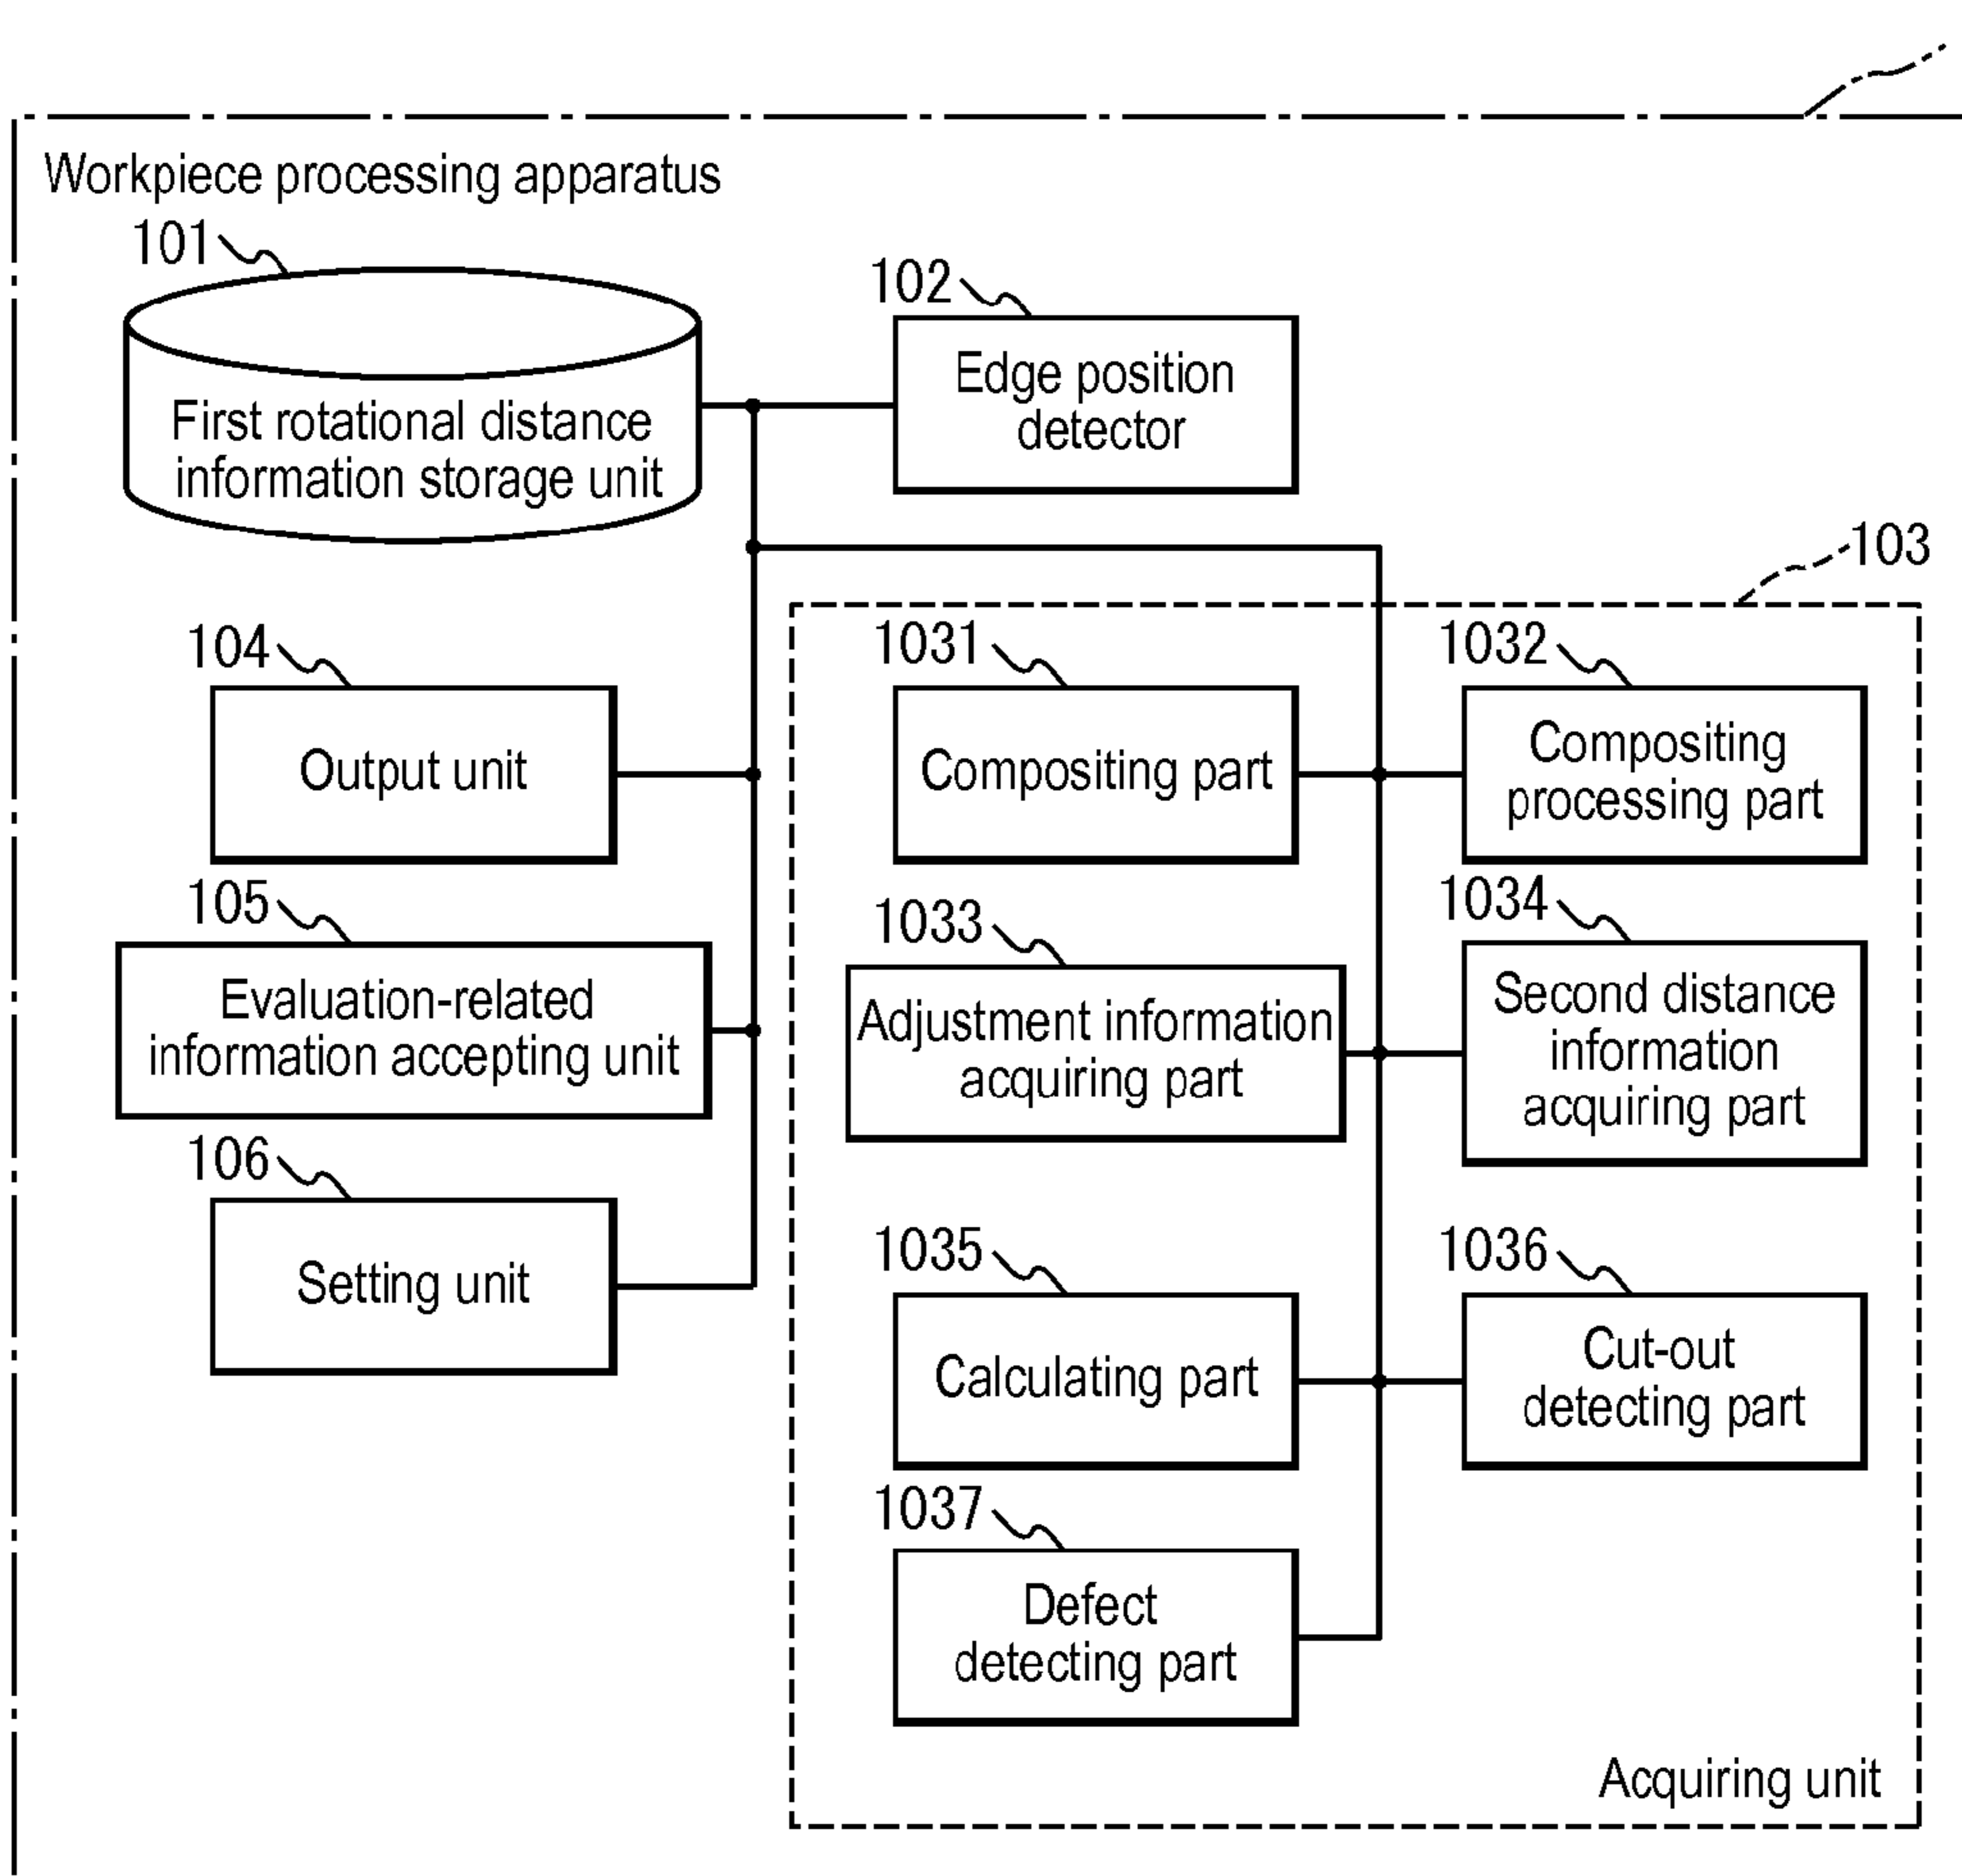 Workpiece processing apparatus
101
First rotational distance
information storage unit
102
Edge position
detector
103
104
Output unit
1031
Compositing part
1032
Compositing
processing part
105
Evaluation-related
information accepting unit
1033
Adjustment information
acquiring part
1034
Second distance
information
acquiring part
106
Setting unit
1035
Calculating part
1036
Cut-out
detecting part
1037
Defect
detecting part
Acquiring unit